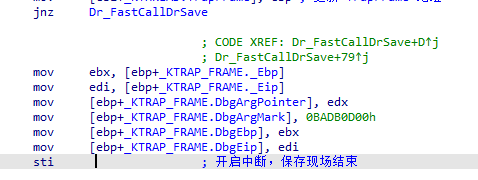 jnz Dr_FastCallDrSave
; CODE XREF: Dr_FastCallDrSave+D↑j
; Dr_FastCallDrSave+79↑j
mov ebx, [ebp+_KTRAP_FRAME._Ebp]
mov edi, [ebp+_KTRAP_FRAME._Eip]
mov [ebp+_KTRAP_FRAME.DbgArgPointer], edx
mov [ebp+_KTRAP_FRAME.DbgArgMark], 0BADB0D00h
mov [ebp+_KTRAP_FRAME.DbgEbp], ebx
mov [ebp+_KTRAP_FRAME.DbgEip], edi
sti ; 开启中断，保存现场结束